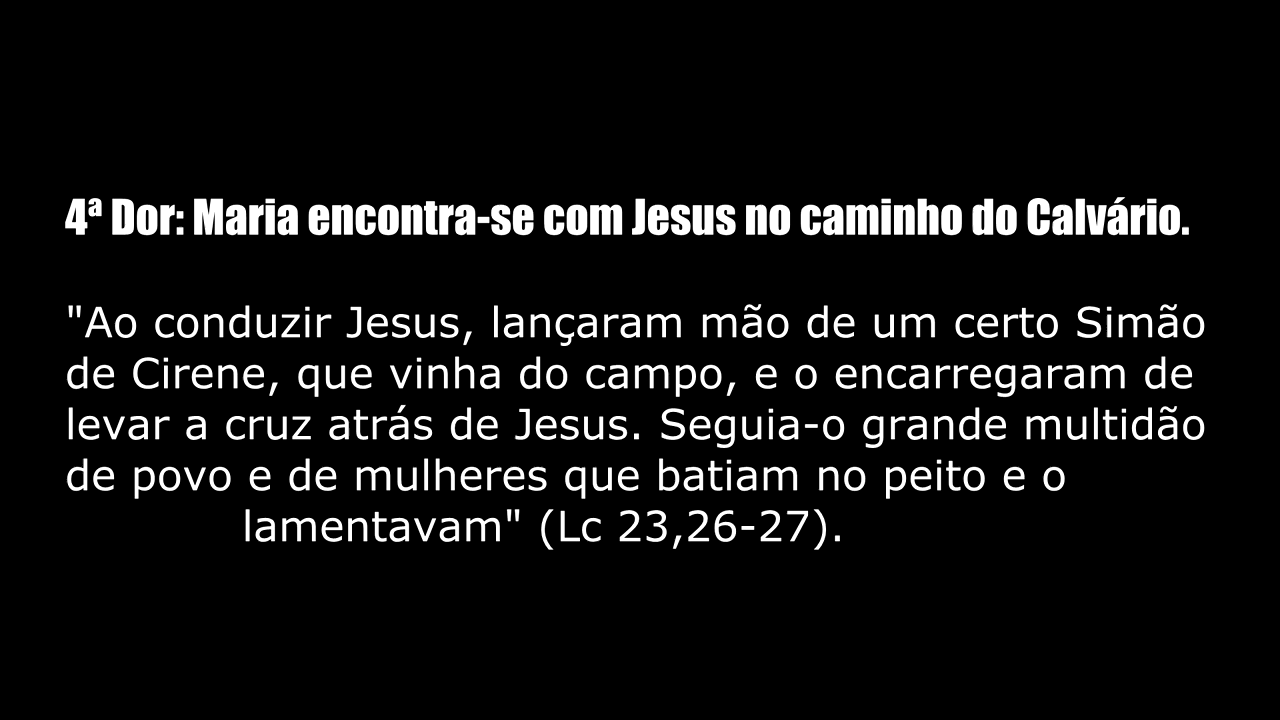 4ª Dor: Maria encontra-se com Jesus no caminho do Calvário.
"Ao conduzir Jesus, lançaram mão de um certo Simão
de Cirene, que vinha do campo, e o encarregaram de
levar a cruz atrás de Jesus. Seguia-o grande multidão
de povo e de mulheres que batiam no peito e o
lamentavam" (Lc 23,26-27).